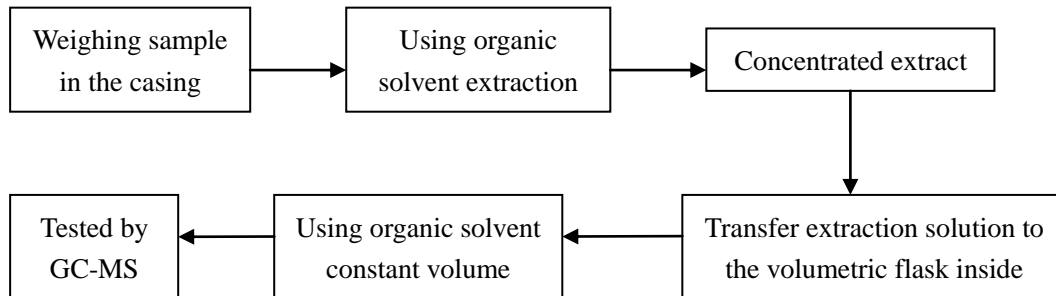 Weighing sample
in the casing
Using organic
solvent extraction
Concentrated extract
Transfer extraction solution to
the volumetric flask inside
Using organic solvent
constant volume
Tested by
GC-MS